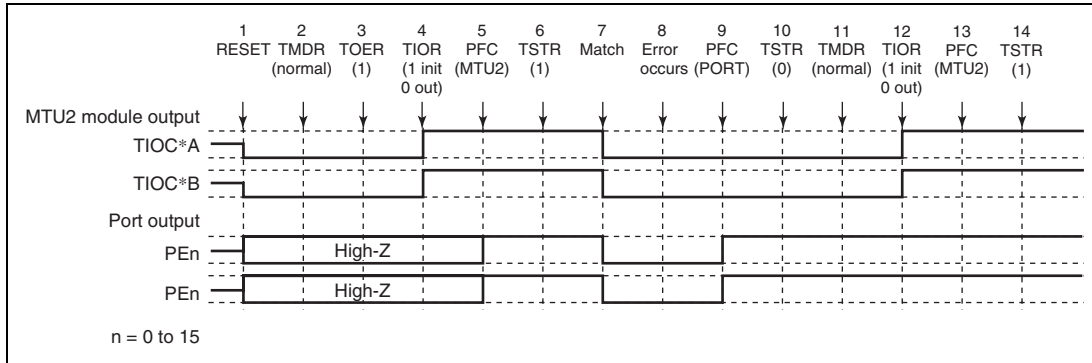 1 2 3 4 5 6 7 8 9 10 11 12 13 14
RESET TMDR TOER TIOR PFC TSTR Match Error PFC TSTR TMDR TIOR PFC TSTR
(normal) (1) (1 init (MTU2) (1) occurs (PORT) (0) (normal) (1 init (MTU2) (1)
0 out) 0 out)
MTU2 module output
TIOC*A
TIOC*B
Port output
PEn High-Z
PEn High-Z
n = 0 to 15